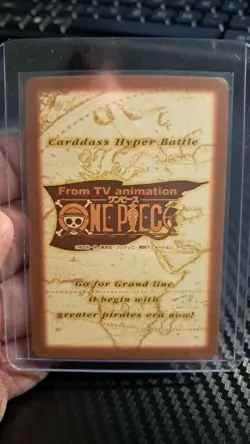 Carddass Hyper Battle
From TV animation
ワンピース
ONE PIECE
Go for Grand line,
it begin with
greater pirates era now!